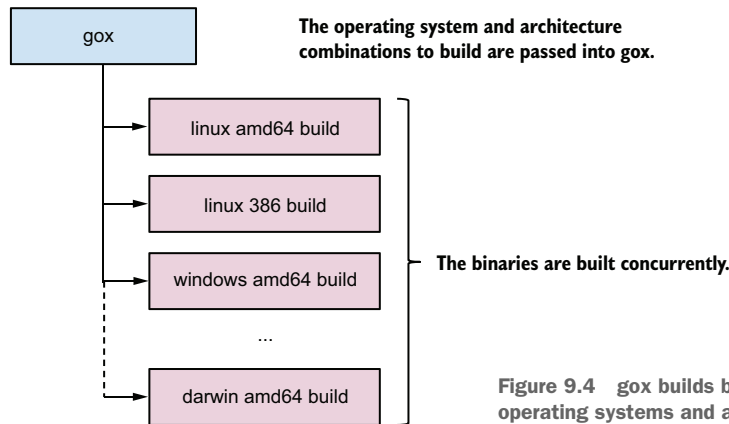 gox
The operating system and architecture
combinations to build are passed into gox.
linux amd64 build
linux 386 build
windows amd64 build
The binaries are built concurrently.
...
darwin amd64 build
Figure 9.4 gox builds b
operating systems and a